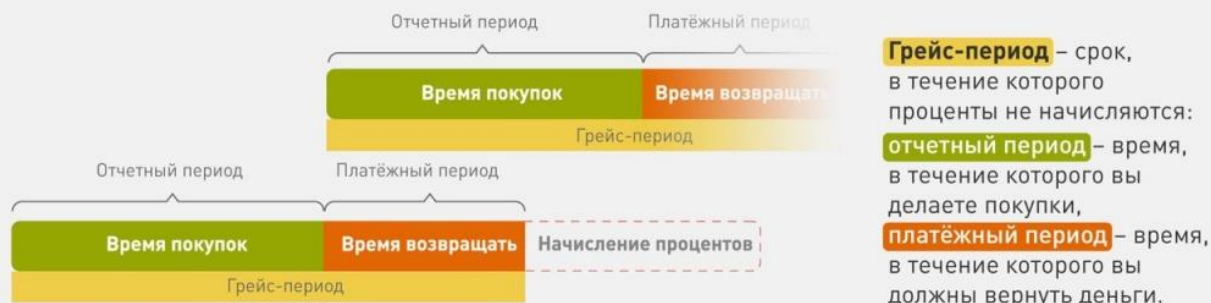 Отчетный период
Платёжный период
Время покупок
Время возвращать
Грейс-период
Отчетный период
Платёжный период
Время покупок
Время возвращать
Начисление процентов
Грейс-период
Грейс-период – срок,
в течение которого
проценты не начисляются:
отчетный период – время,
в течение которого вы
делаете покупки,
платёжный период – время,
в течение которого вы
должны вернуть деньги.